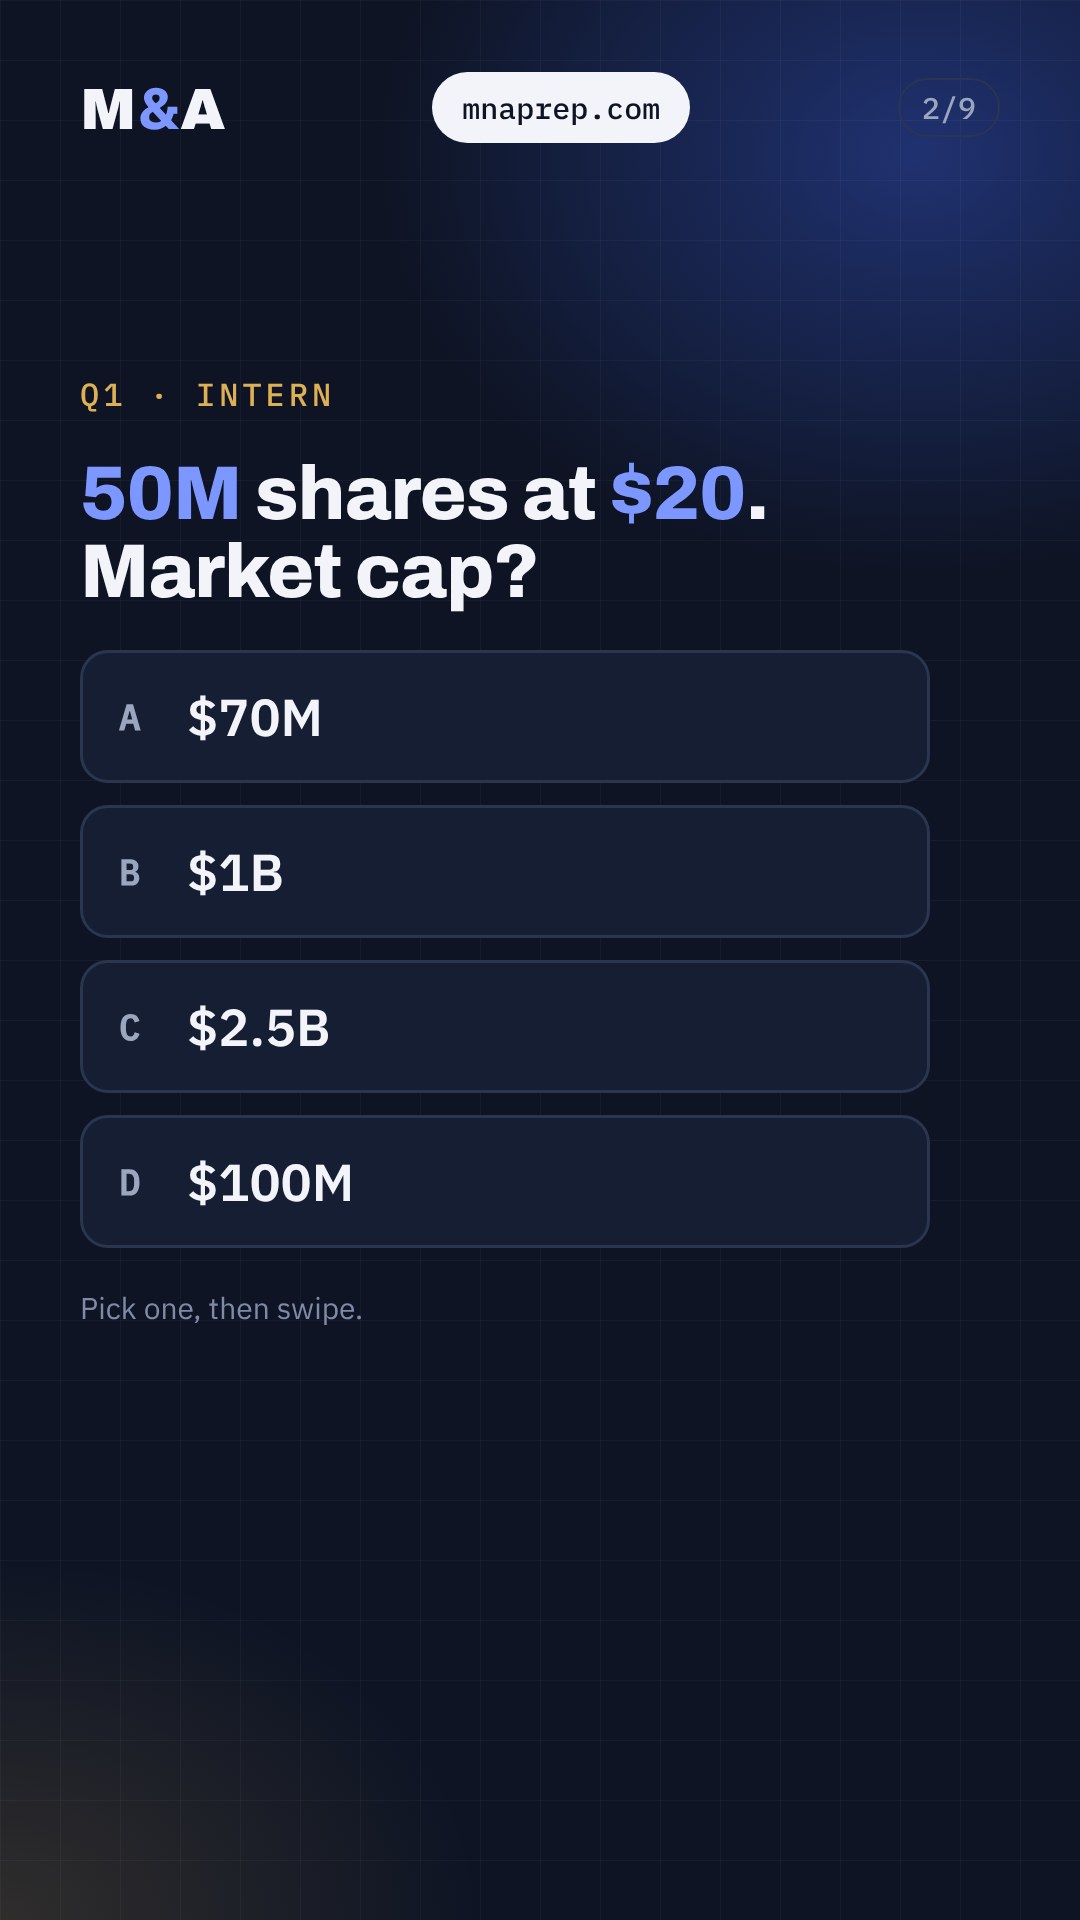 M&A
mnaprep.com
2/9
Q1 · INTERN
50M shares at $20.
Market cap?
A $70M
B $1B
C $2.5B
D $100M
Pick one, then swipe.